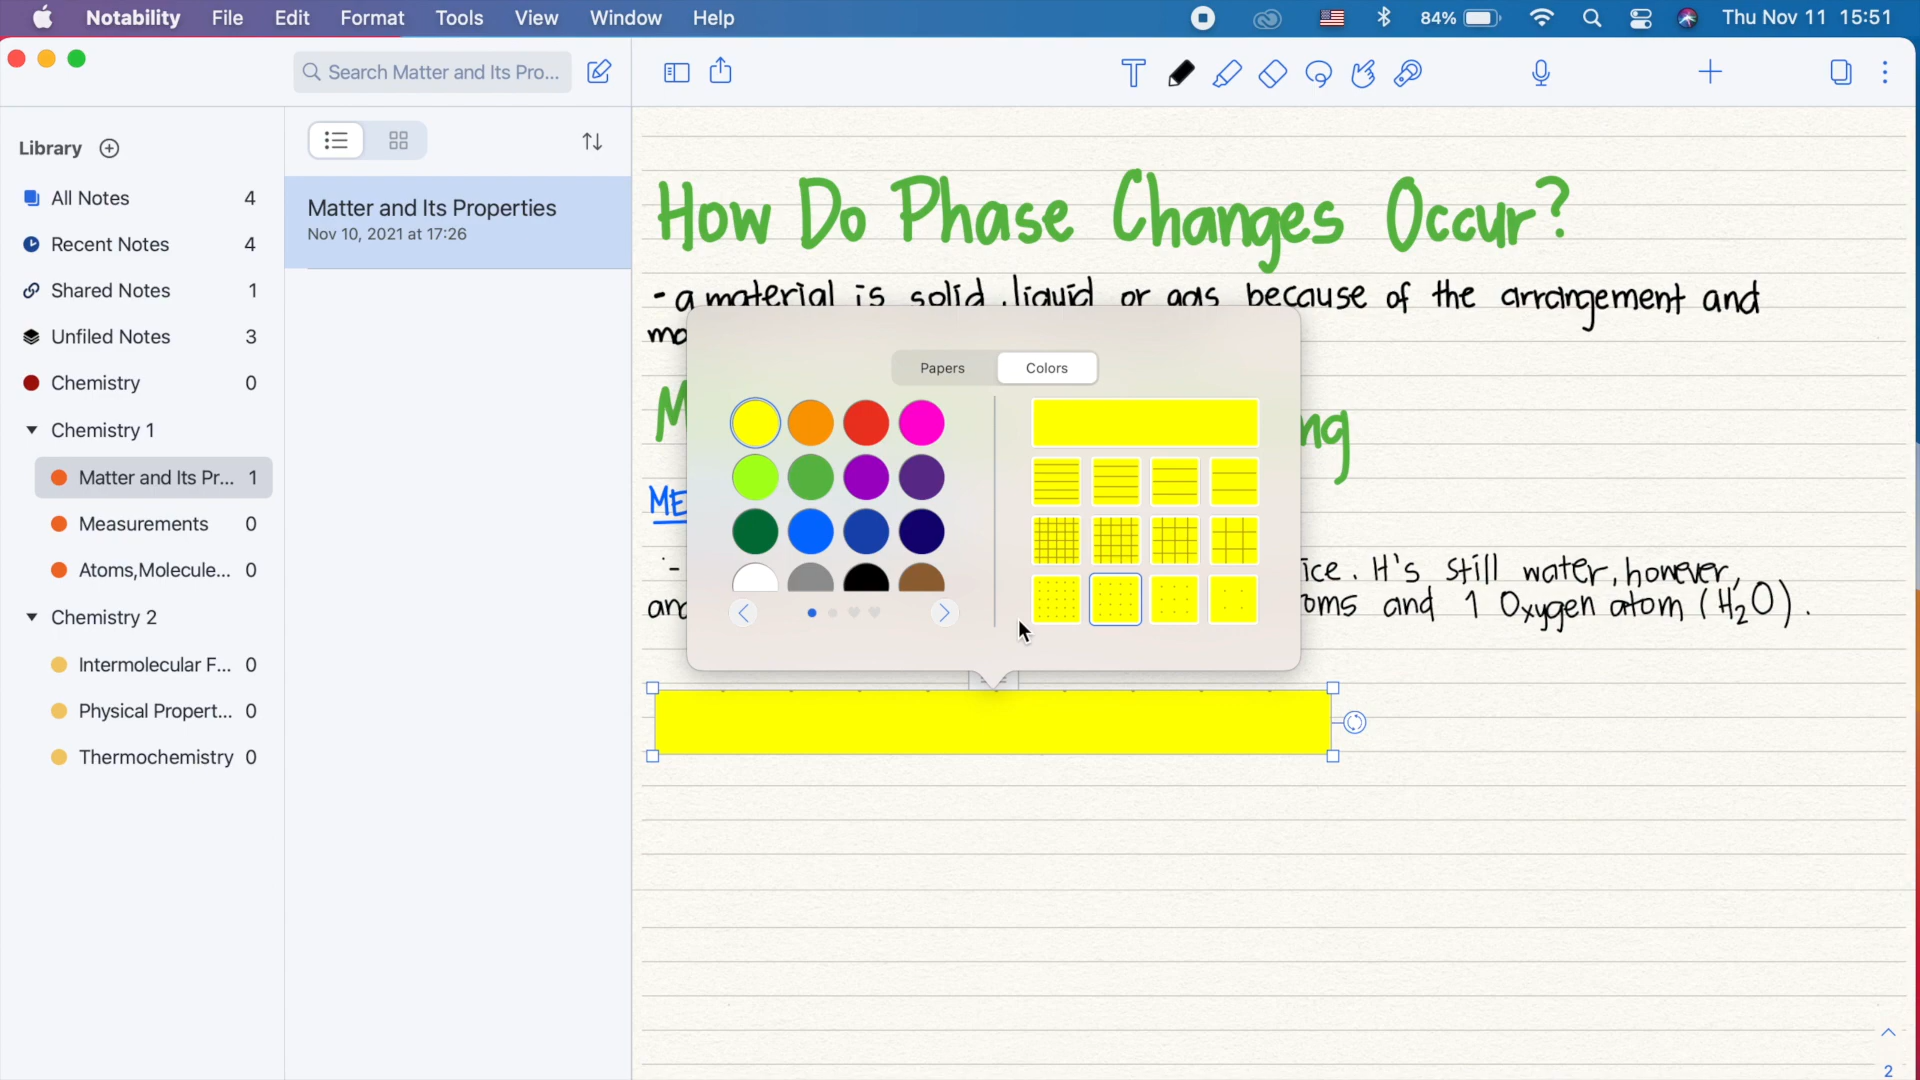 Notability File Edit Format Tools View Window Help 84% Thu Nov 11 15:51
Search Matter and Its Pro...
Library
All Notes 4
Recent Notes 4
Shared Notes 1
Unfiled Notes 3
Chemistry 0
Chemistry 1
Matter and Its Pr... 1
Measurements 0
Atoms,Molecule... 0
Chemistry 2
Intermolecular F... 0
Physical Propert... 0
Thermochemistry 0
Matter and Its Properties
Nov 10, 2021 at 17:26
How Do Phase Changes Occur?
- a material is solid, liquid or gas because of the arrangement and
mo
Papers Colors
M ng
ME
- ice. It's still water, however,
and oms and 1 Oxygen atom (H2O).
2